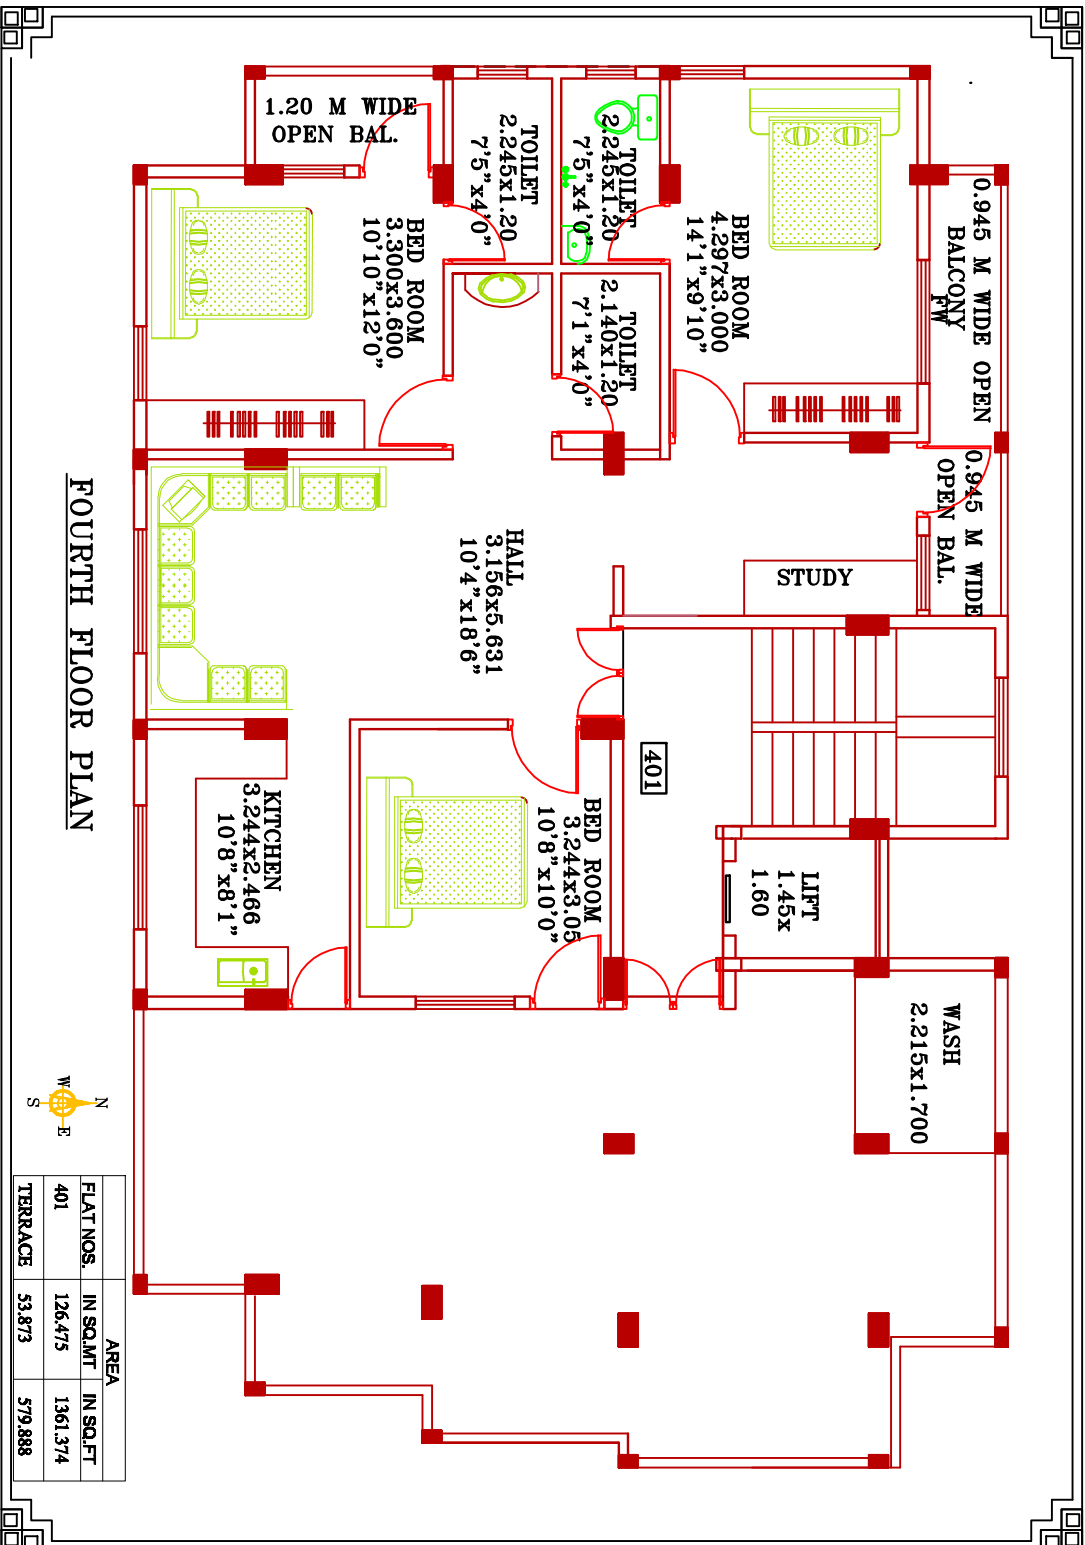 1.20 M WIDE
OPEN BAL.
TOILET
2.245x1.20
7'5"x4'0"
TOILET
2.245x1.20
7'5"x4'0"
BED ROOM
4.297x3.000
14'1"x9'10"
0.945 M WIDE OPEN
BALCONY
FW
BED ROOM
3.300x3.600
10'10"x12'0"
TOILET
2.140x1.20
7'1"x4'0"
0.945 M WIDE
OPEN BAL.
STUDY
HALL
3.156x5.631
10'4"x18'6"
401
KITCHEN
3.244x2.466
10'8"x8'1"
BED ROOM
3.244x3.05
10'8"x10'0"
LIFT
1.45x
1.60
WASH
2.215x1.700
FOURTH FLOOR PLAN
N
W
E
S
AREA
FLAT NOS. IN SQ.MT IN SQ.FT
401 126.475 1361.374
TERRACE 53.873 579.888